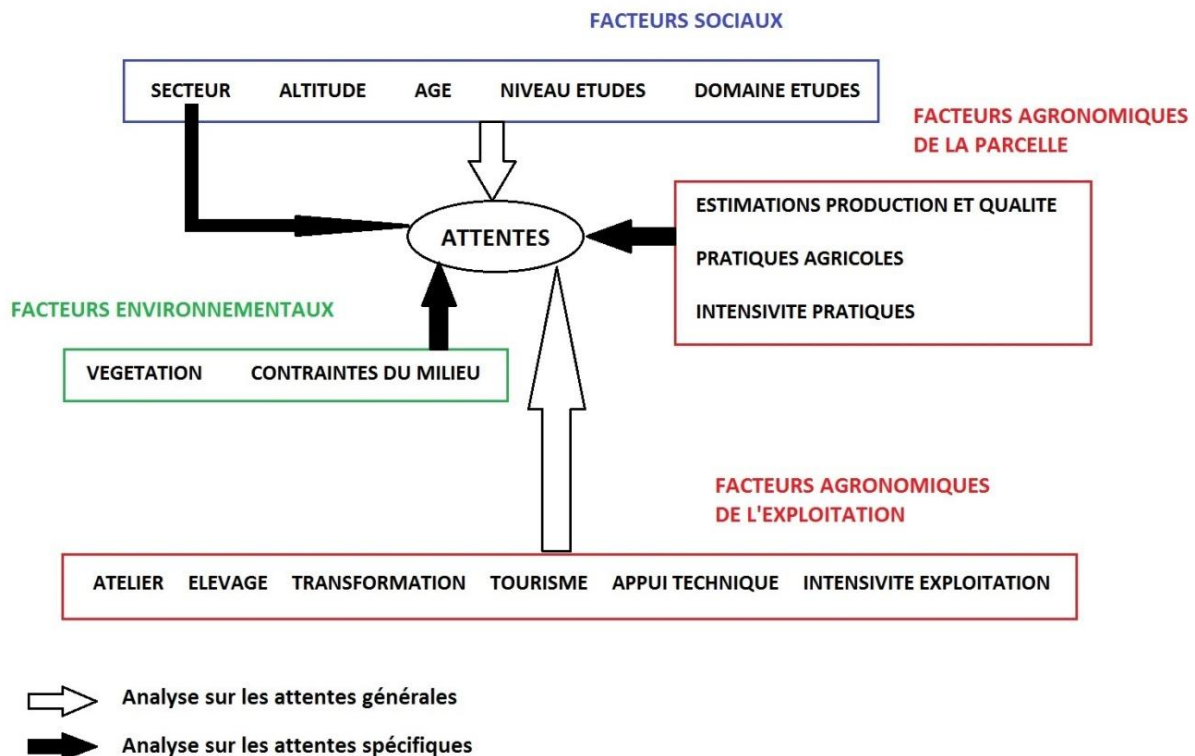 FACTEURS SOCIAUX
SECTEUR ALTITUDE AGE NIVEAU ETUDES DOMAINE ETUDES
FACTEURS AGRONOMIQUES
DE LA PARCELLE
ESTIMATIONS PRODUCTION ET QUALITE
ATTENTES
PRATIQUES AGRICOLES
INTENSIVITE PRATIQUES
FACTEURS ENVIRONNEMENTAUX
VEGETATION CONTRAINTES DU MILIEU
FACTEURS AGRONOMIQUES
DE L'EXPLOITATION
ATELIER ELEVAGE TRANSFORMATION TOURISME APPUI TECHNIQUE INTENSIVITE EXPLOITATION
Analyse sur les attentes générales
Analyse sur les attentes spécifiques